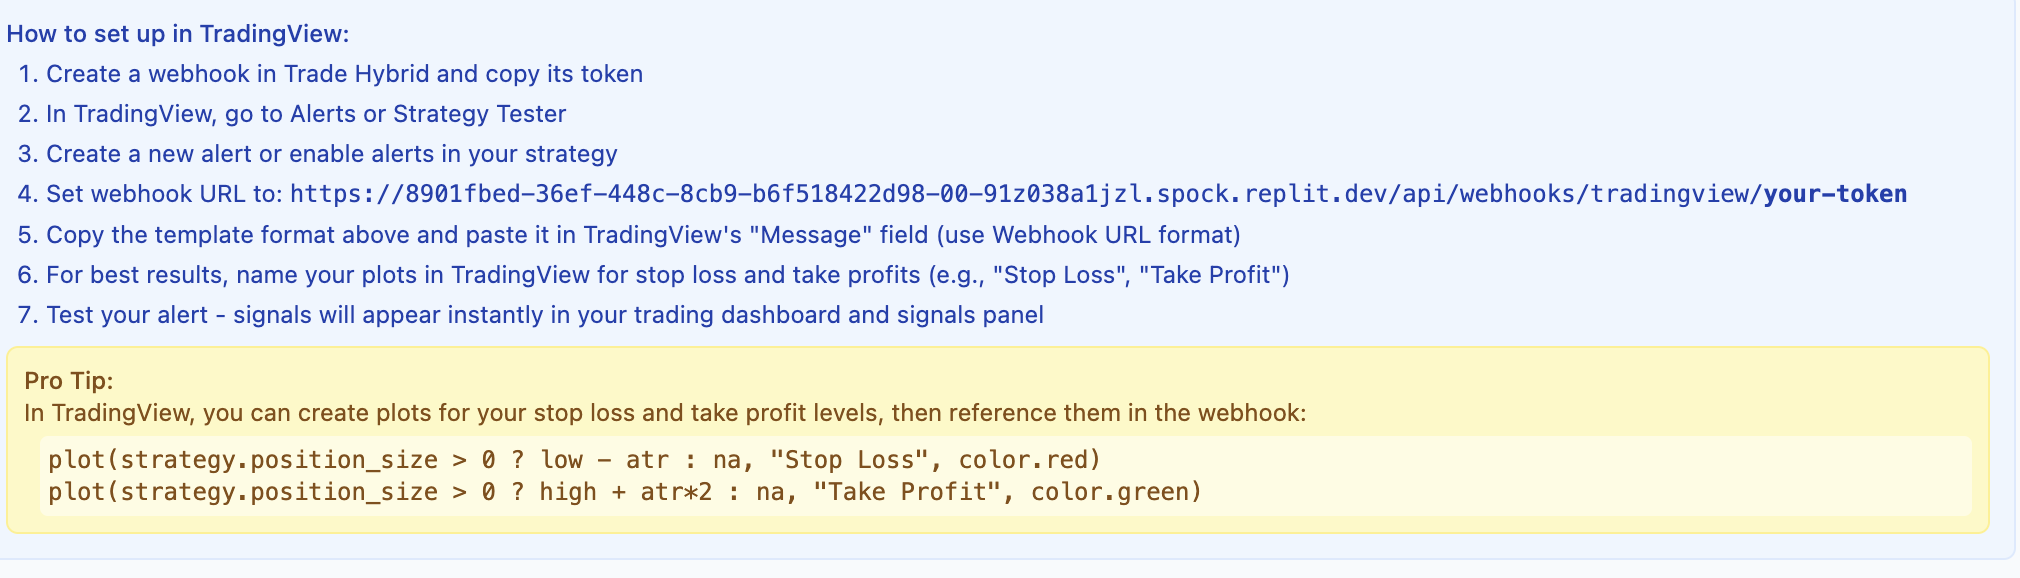 How to set up in TradingView:
1. Create a webhook in Trade Hybrid and copy its token
2. In TradingView, go to Alerts or Strategy Tester
3. Create a new alert or enable alerts in your strategy
4. Set webhook URL to: https://8901fbed-36ef-448c-8cb9-b6f518422d98-00-91z038a1jzl.spock.replit.dev/api/webhooks/tradingview/your-token
5. Copy the template format above and paste it in TradingView's "Message" field (use Webhook URL format)
6. For best results, name your plots in TradingView for stop loss and take profits (e.g., "Stop Loss", "Take Profit")
7. Test your alert - signals will appear instantly in your trading dashboard and signals panel
Pro Tip:
In TradingView, you can create plots for your stop loss and take profit levels, then reference them in the webhook:
plot(strategy.position_size > 0 ? low - atr : na, "Stop Loss", color.red)
plot(strategy.position_size > 0 ? high + atr*2 : na, "Take Profit", color.green)